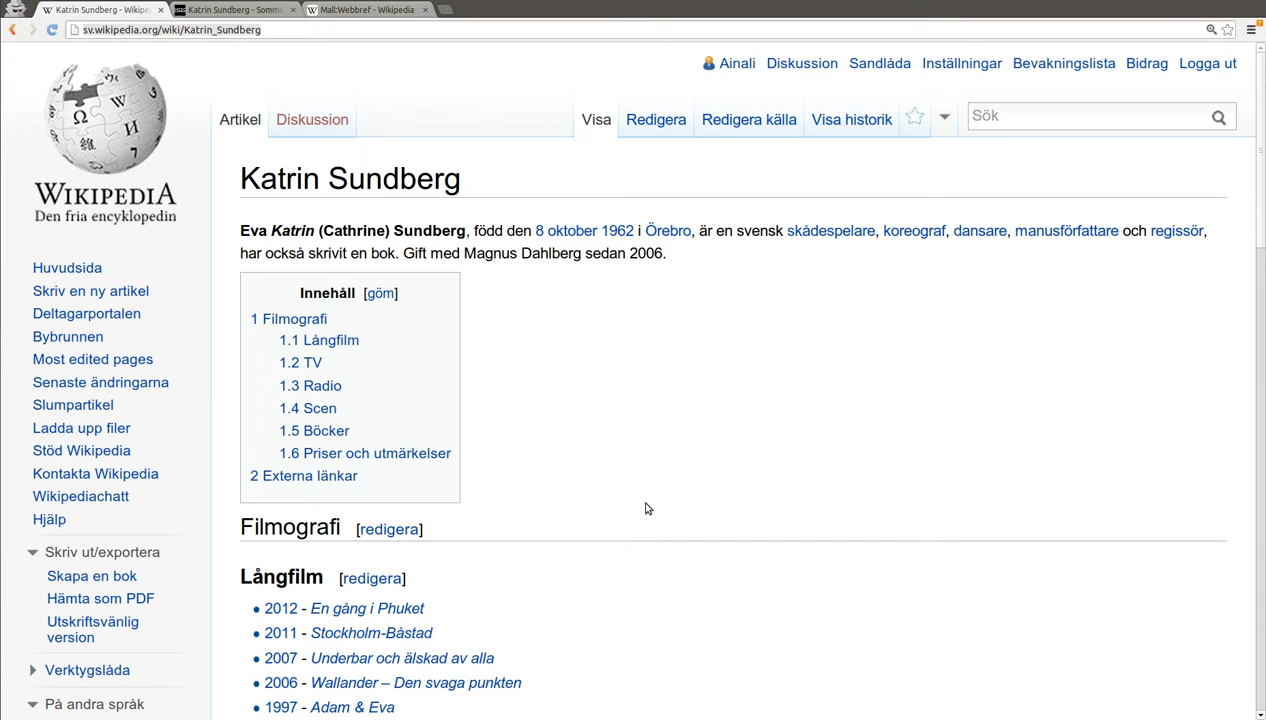 Katrin Sundberg - Wikipe
Katrin Sundberg - Somma
Mall:Webbref - Wikipedia
sv.wikipedia.org/wiki/Katrin_Sundberg
Ainali Diskussion Sandlåda Inställningar Bevakningslista Bidrag Logga ut
Artikel Diskussion Visa Redigera Redigera källa Visa historik Sök
WIKIPEDIA
Den fria encyklopedin
Huvudsida
Skriv en ny artikel
Deltagarportalen
Bybrunnen
Most edited pages
Senaste ändringarna
Slumpartikel
Ladda upp filer
Stöd Wikipedia
Kontakta Wikipedia
Wikipediachatt
Hjälp
Skriv ut/exportera
Skapa en bok
Hämta som PDF
Utskriftsvänlig
version
Verktygslåda
På andra språk
Katrin Sundberg
Eva Katrin (Cathrine) Sundberg, född den 8 oktober 1962 i Örebro, är en svensk skådespelare, koreograf, dansare, manusförfattare och regissör,
har också skrivit en bok. Gift med Magnus Dahlberg sedan 2006.
Innehåll [göm]
1 Filmografi
1.1 Långfilm
1.2 TV
1.3 Radio
1.4 Scen
1.5 Böcker
1.6 Priser och utmärkelser
2 Externa länkar
Filmografi [redigera]
Långfilm [redigera]
2012 - En gång i Phuket
2011 - Stockholm-Båstad
2007 - Underbar och älskad av alla
2006 - Wallander – Den svaga punkten
1997 - Adam & Eva